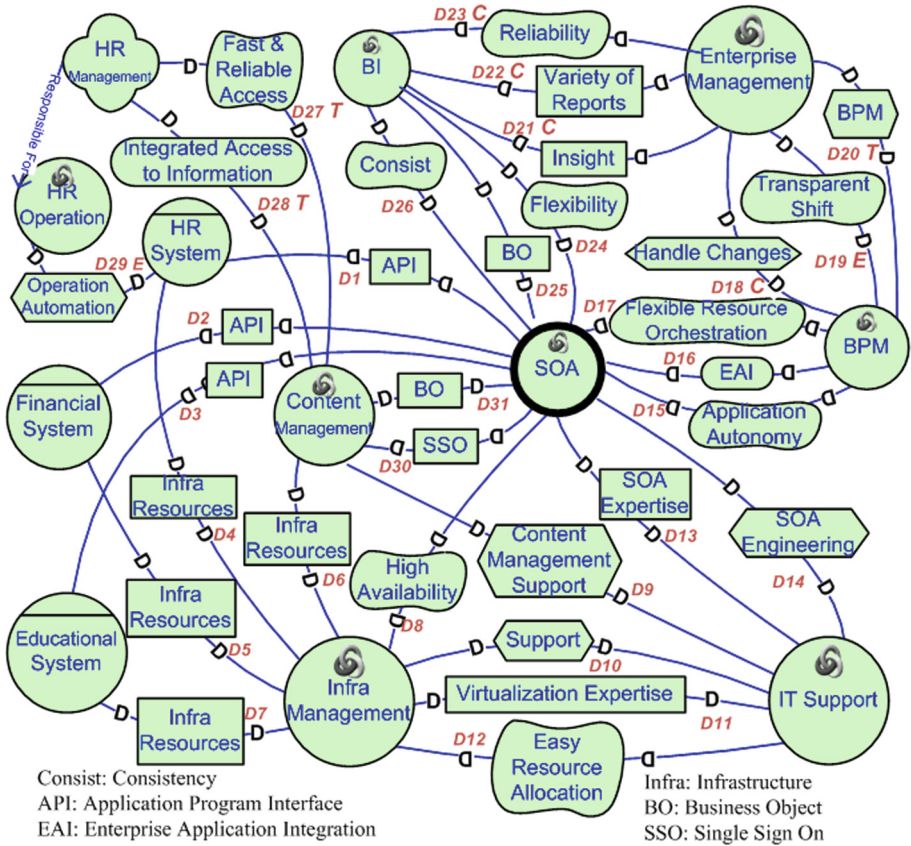 D23 C
Reliability
HR
Management
Fast &
Reliable
Access
BI
Enterprise
Management
D22 C
Variety of
Reports
BPM
Responsible For
D27 T
D21 C
Insight
D20 T
Integrated Access
to Information
Consist
Transparent
Shift
HR
Operation
D28 T
D26
Flexibility
HR
System
D24
D19 E
D29 E
D1
API
BO
Handle Changes
Operation
Automation
D25
D18 C
D2
API
D17
Flexible Resource
Orchestration
BPM
SOA
D16
EAI
API
D3
Financial
System
Content
Management
BO
D31
D15
Application
Autonomy
SSO
D30
Infra
Resources
SOA
Expertise
SOA
Engineering
D4
Infra
Resources
D13
Content
Management
Support
High
Availability
D6
D14
D9
Infra
Resources
D8
Educational
System
D5
Support
D10
Infra
Management
Virtualization Expertise
IT Support
D7
Infra
Resources
D11
D12
Easy
Resource
Allocation
Consist: Consistency
API: Application Program Interface
EAI: Enterprise Application Integration
Infra: Infrastructure
BO: Business Object
SSO: Single Sign On